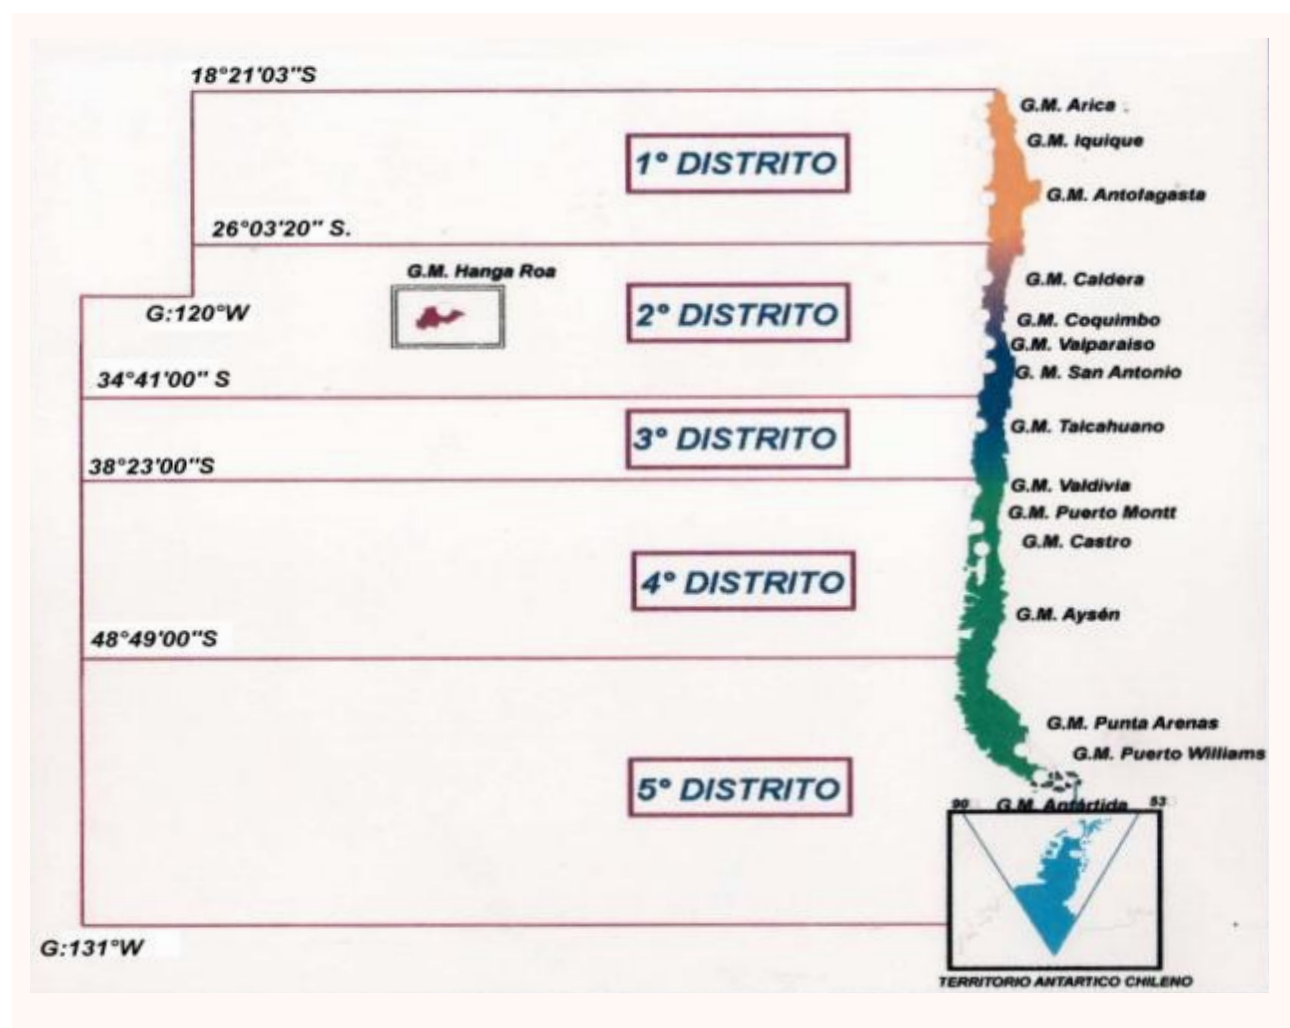 18°21'03"S
G.M. Arica
G.M. Iquique
1° DISTRITO
G.M. Antofagasta
26°03'20" S.
G.M. Hanga Roa
G.M. Caldera
G:120°W
2° DISTRITO
G.M. Coquimbo
G.M. Valparaiso
G. M. San Antonio
34°41'00" S
G.M. Talcahuano
3° DISTRITO
38°23'00"S
G.M. Valdivia
G.M. Puerto Montt
G.M. Castro
4° DISTRITO
G.M. Aysén
48°49'00"S
G.M. Punta Arenas
G.M. Puerto Williams
5° DISTRITO
90
G.M. Antártida
53
G:131°W
TERRITORIO ANTARTICO CHILENO